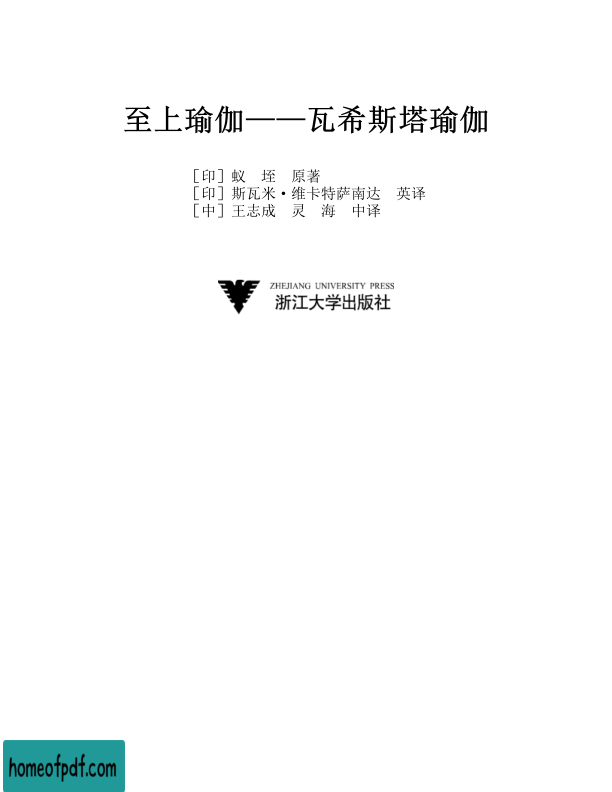 至上瑜伽——瓦希斯塔瑜伽
[印] 蚁　垤　原著
[印] 斯瓦米·维卡特萨南达　英译
[中] 王志成　灵　海　中译
ZHEJIANG UNIVERSITY PRESS
浙江大学出版社
homeofpdf.com